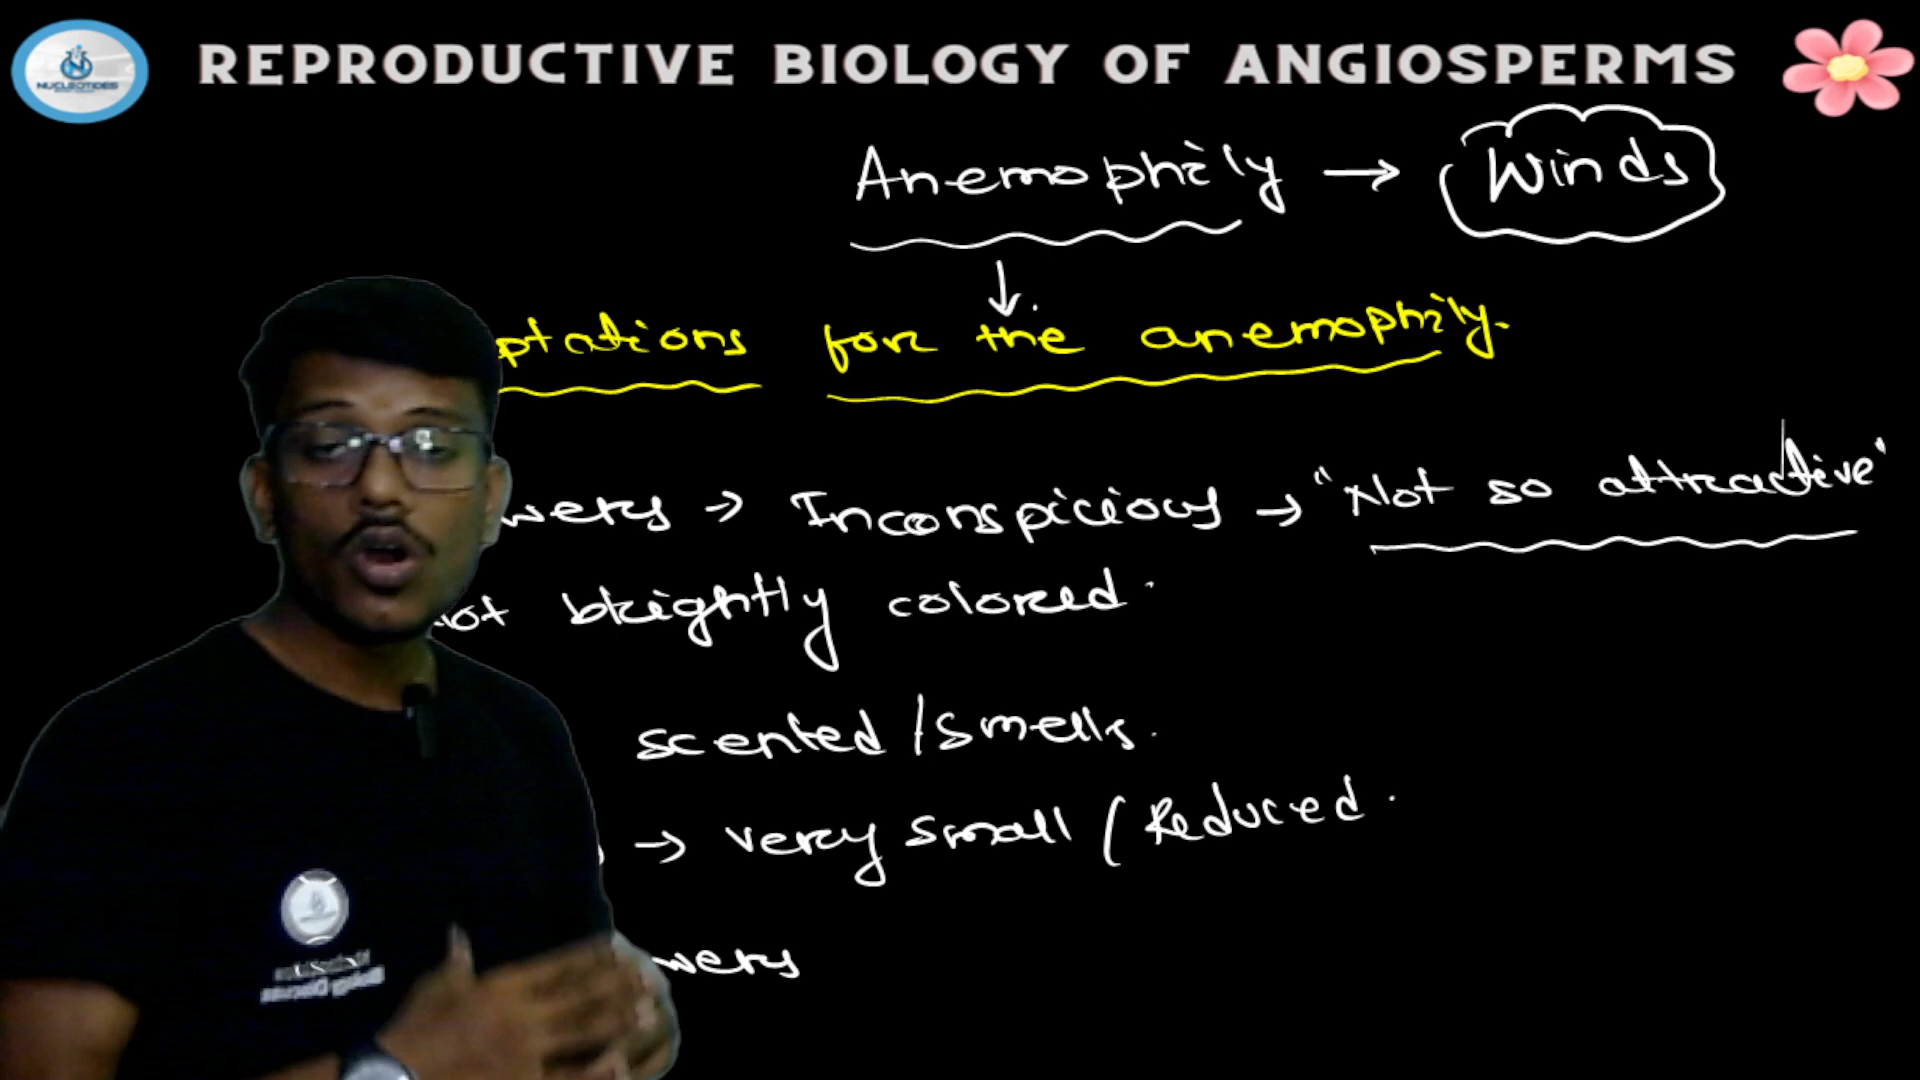 REPRODUCTIVE BIOLOGY OF ANGIOSPERMS
NUCLEOTIDES
Anemophily → Winds
↓
ptations for the anemophily.
wers → Inconspicious → "Not so attractive"
ot brightly colored.
scented / smells.
→ very small / Reduced.
wers